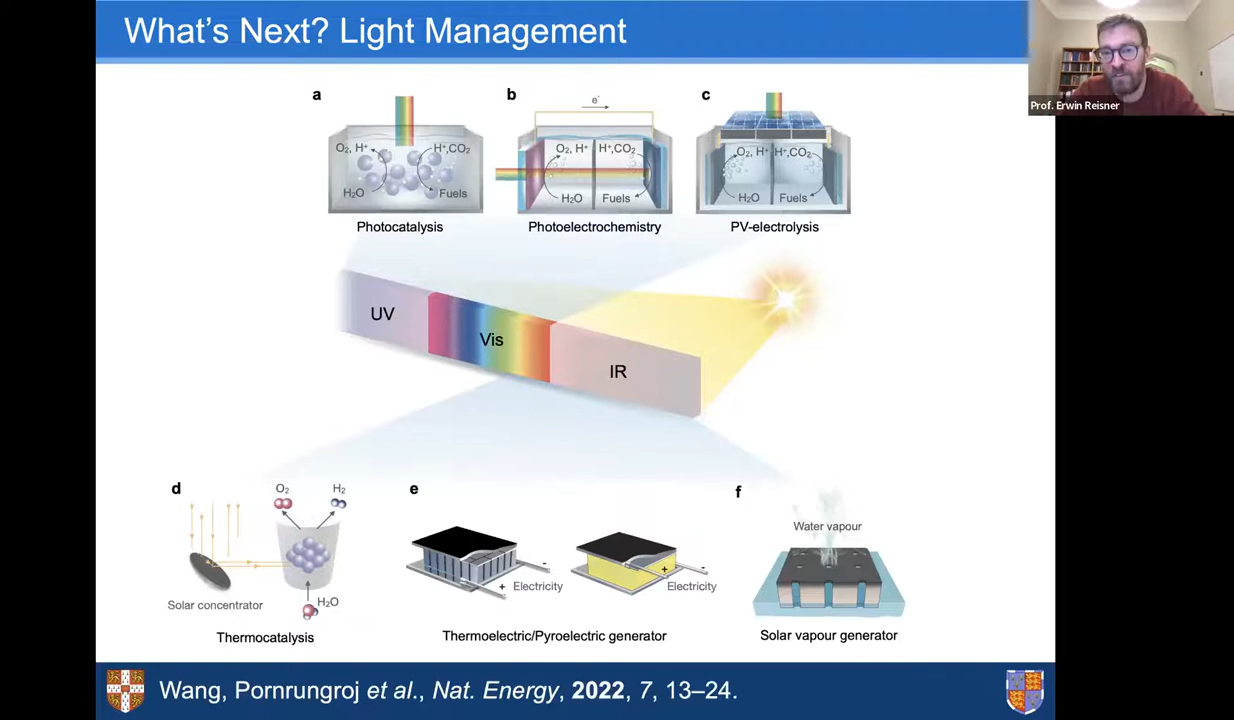 What's Next? Light Management
Prof. Erwin Reisner
a
b
c
e⁻
O₂, H⁺
H⁺,CO₂
H₂O
Fuels
O₂, H⁺
H⁺,CO₂
H₂O
Fuels
O₂, H⁺
H⁺,CO₂
H₂O
Fuels
Photocatalysis
Photoelectrochemistry
PV-electrolysis
UV
Vis
IR
d
e
f
O₂
H₂
Solar concentrator
H₂O
Thermocatalysis
-
+ Electricity
-
+
Electricity
Thermoelectric/Pyroelectric generator
Water vapour
Solar vapour generator
Wang, Pornrungroj et al., Nat. Energy, 2022, 7, 13–24.